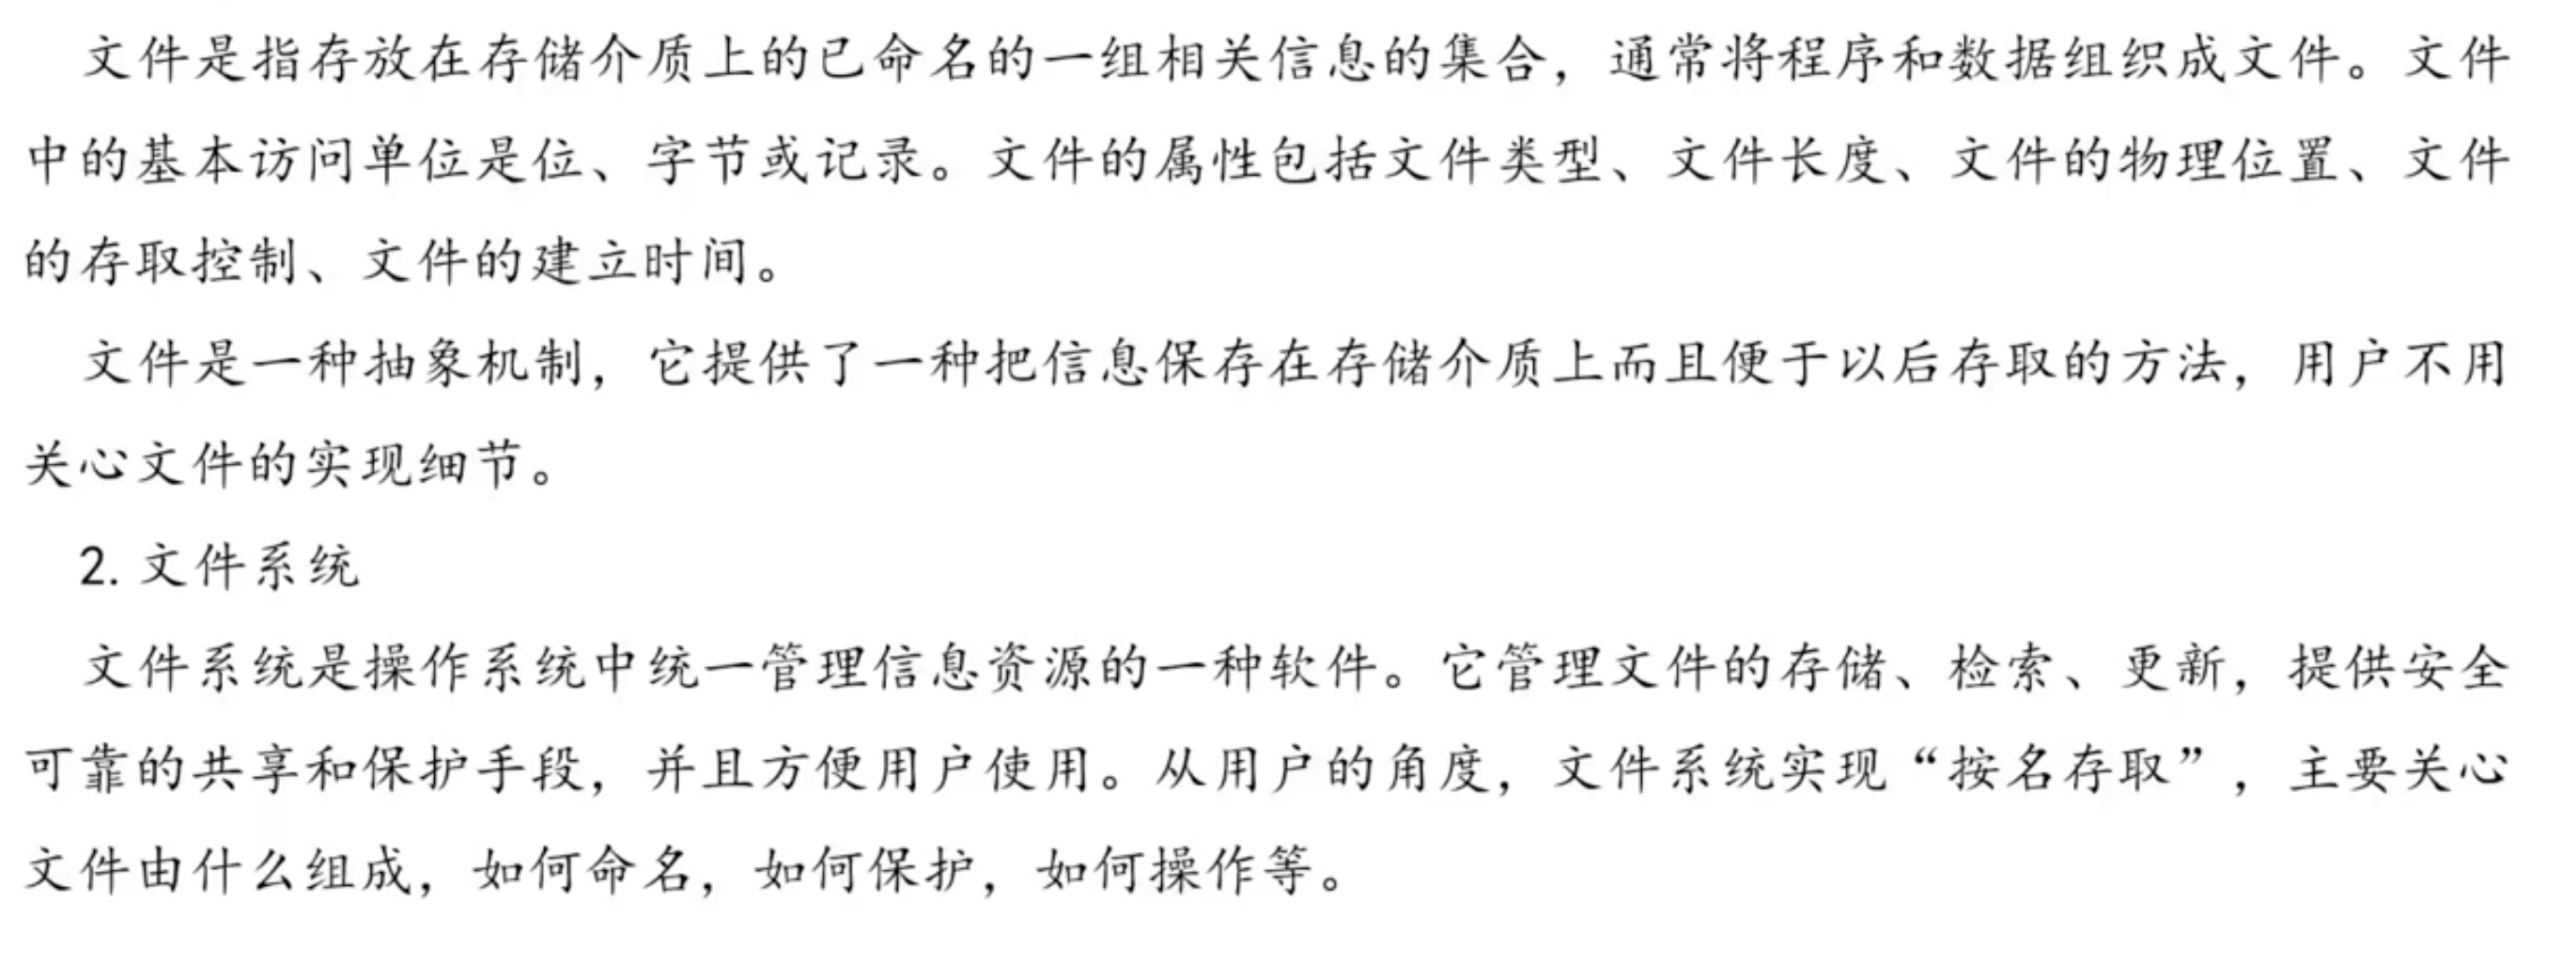 文件是指存放在存储介质上的已命名的一组相关信息的集合，通常将程序和数据组织成文件。文件
中的基本访问单位是位、字节或记录。文件的属性包括文件类型、文件长度、文件的物理位置、文件
的存取控制、文件的建立时间。
文件是一种抽象机制，它提供了一种把信息保存在存储介质上而且便于以后存取的方法，用户不用
关心文件的实现细节。
2. 文件系统
文件系统是操作系统中统一管理信息资源的一种软件。它管理文件的存储、检索、更新，提供安全
可靠的共享和保护手段，并且方便用户使用。从用户的角度，文件系统实现“按名存取”，主要关心
文件由什么组成，如何命名，如何保护，如何操作等。